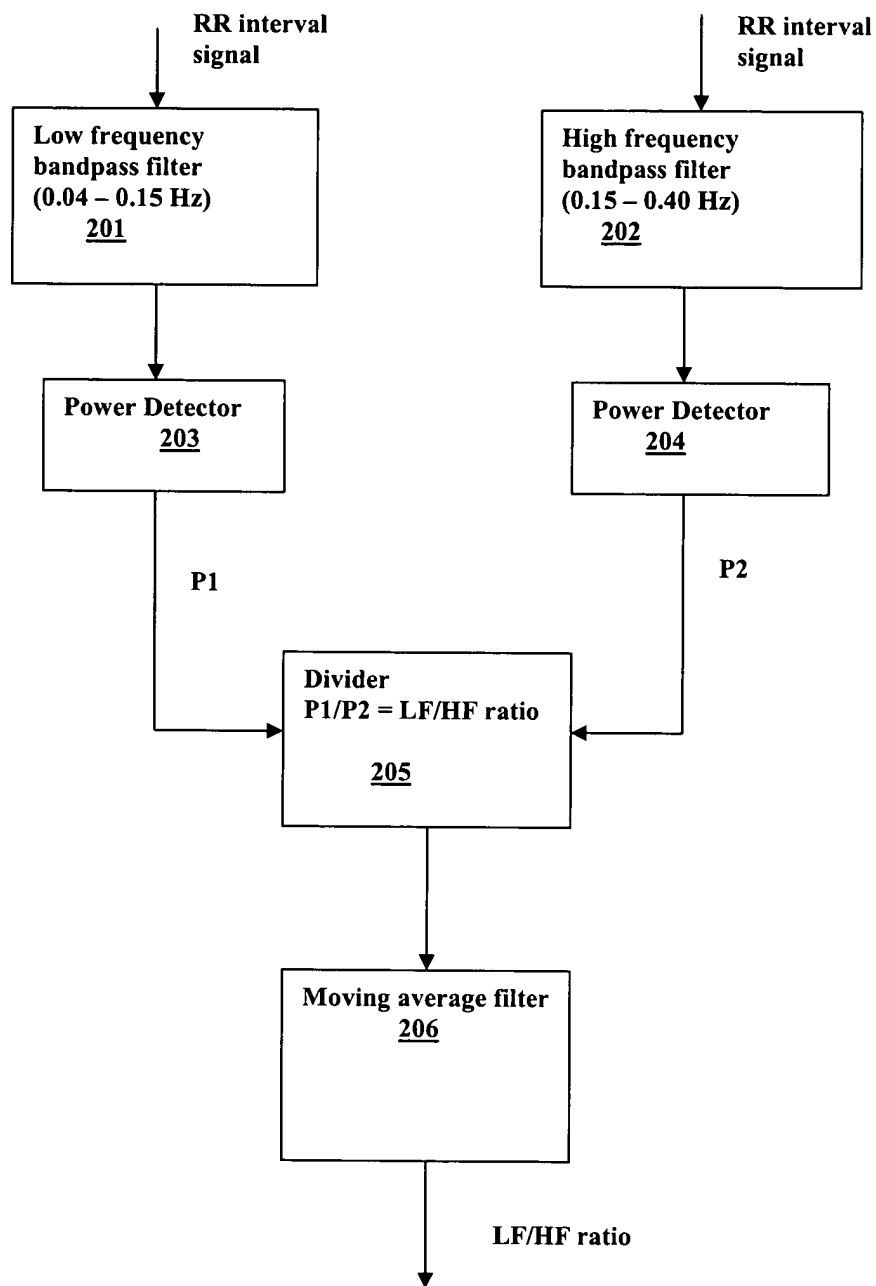 RR interval
signal
RR interval
signal
Low frequency
bandpass filter
(0.04 – 0.15 Hz)
201
High frequency
bandpass filter
(0.15 – 0.40 Hz)
202
Power Detector
203
Power Detector
204
P1
P2
Divider
P1/P2 = LF/HF ratio
205
Moving average filter
206
LF/HF ratio